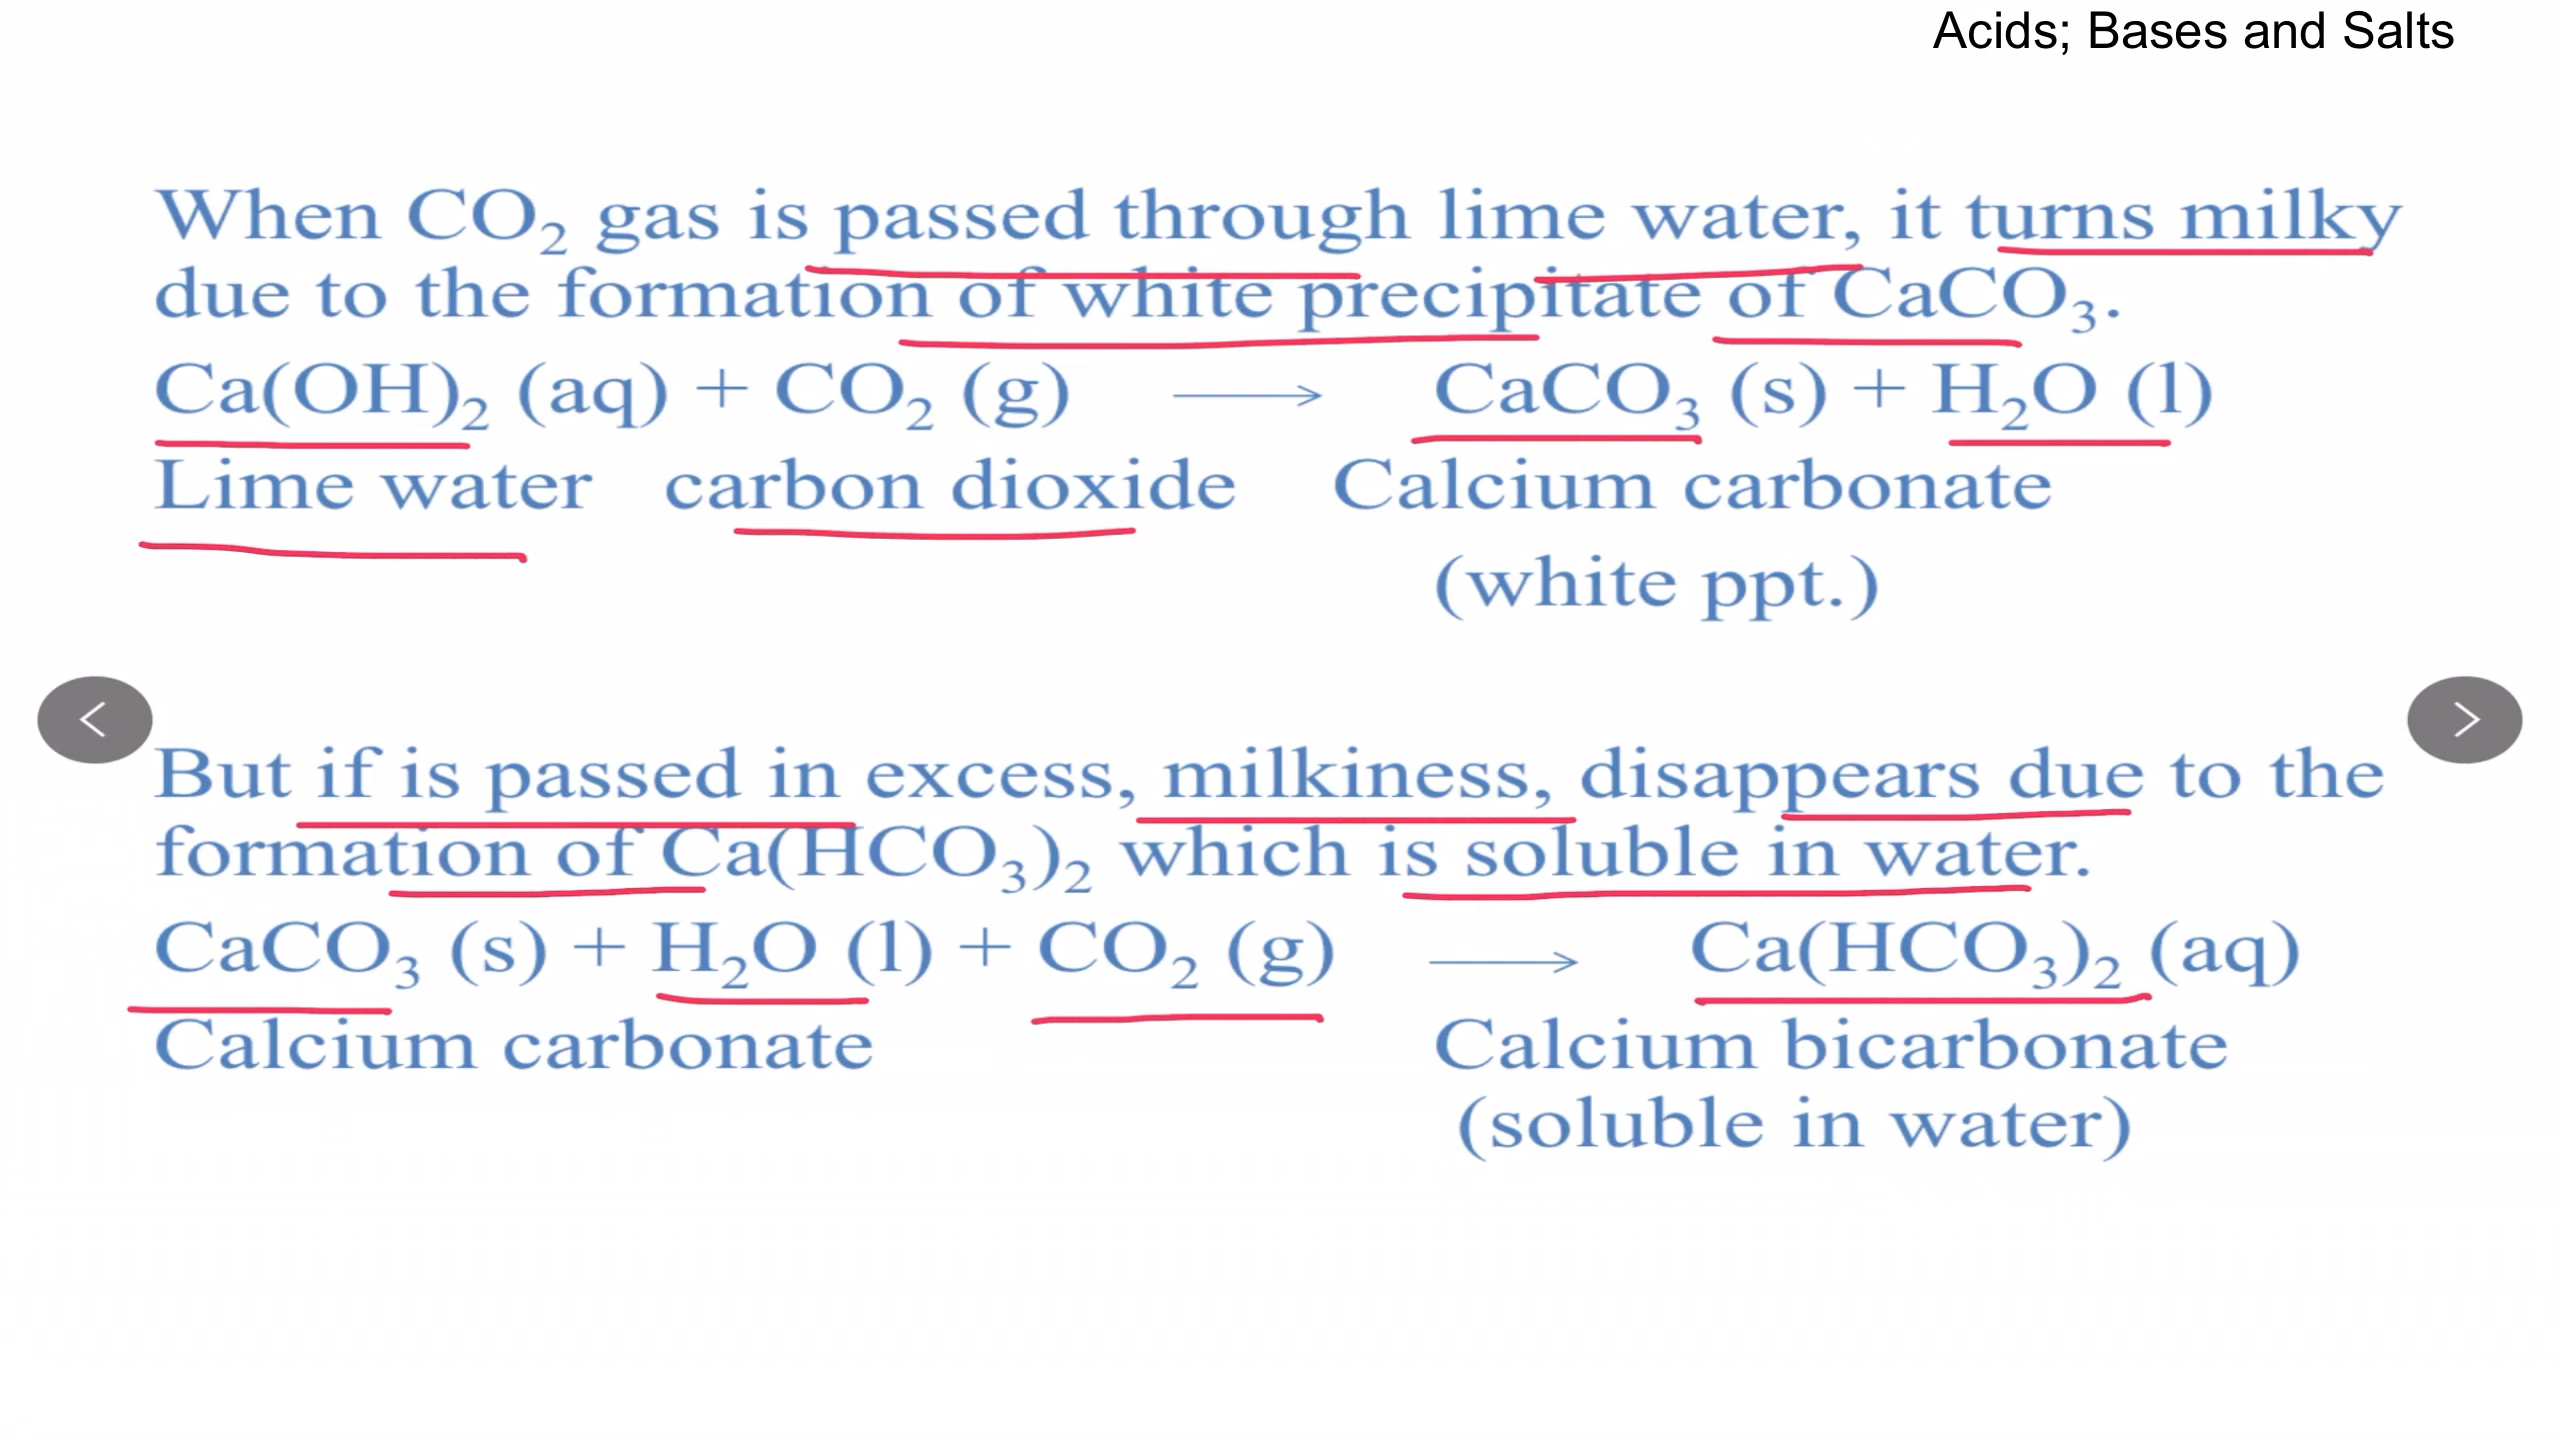 Acids; Bases and Salts
When CO₂ gas is passed through lime water, it turns milky
due to the formation of white precipitate of CaCO₃.
Ca(OH)₂ (aq) + CO₂ (g) ⟶ CaCO₃ (s) + H₂O (l)
Lime water carbon dioxide Calcium carbonate
(white ppt.)
But if is passed in excess, milkiness, disappears due to the
formation of Ca(HCO₃)₂ which is soluble in water.
CaCO₃ (s) + H₂O (l) + CO₂ (g) ⟶ Ca(HCO₃)₂ (aq)
Calcium carbonate Calcium bicarbonate
(soluble in water)